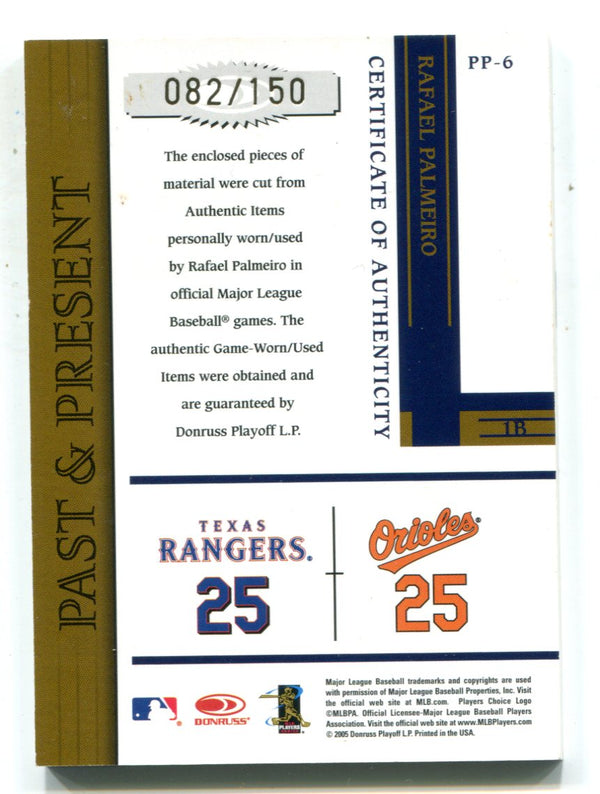 PP-6
082/150
RAFAEL PALMEIRO
CERTIFICATE OF AUTHENTICITY
PAST & PRESENT
The enclosed pieces of
material were cut from
Authentic Items
personally worn/used
by Rafael Palmeiro in
official Major League
Baseball® games. The
authentic Game-Worn/Used
Items were obtained and
are guaranteed by
Donruss Playoff L.P.
1B
TEXAS
RANGERS.
25
Orioles
25
DONRUSS
PLAYERS
Major League Baseball trademarks and copyrights are used
with permission of Major League Baseball Properties, Inc. Visit
the official web site at MLB.com. Players Choice Logo
©MLBPA. Official Licensee-Major League Baseball Players
Association. Visit the official web site at www.MLBPlayers.com
© 2005 Donruss Playoff L.P. Printed in the USA.